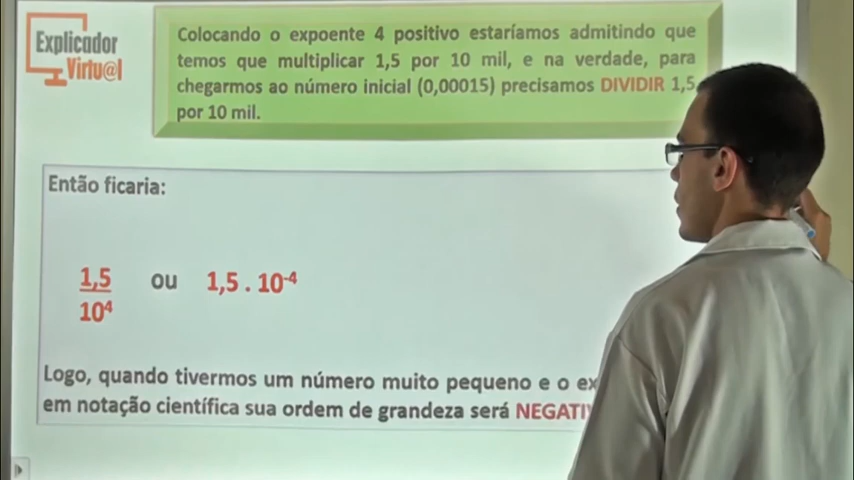 Explicador
Virtu@l
Colocando o expoente 4 positivo estaríamos admitindo que
temos que multiplicar 1,5 por 10 mil, e na verdade, para
chegarmos ao número inicial (0,00015) precisamos DIVIDIR 1,5
por 10 mil.
Então ficaria:
1,5 ou 1,5 . 10⁻⁴
10⁴
Logo, quando tivermos um número muito pequeno e o ex
em notação científica sua ordem de grandeza será NEGATI